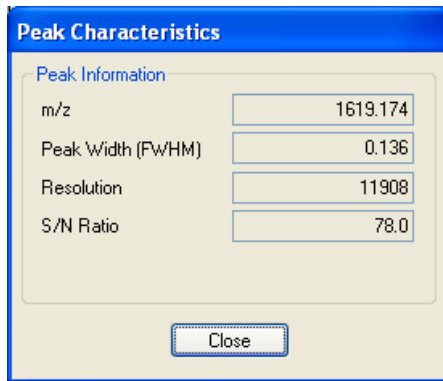 Peak Characteristics
Peak Information
m/z 1619.174
Peak Width (FWHM) 0.136
Resolution 11908
S/N Ratio 78.0
Close